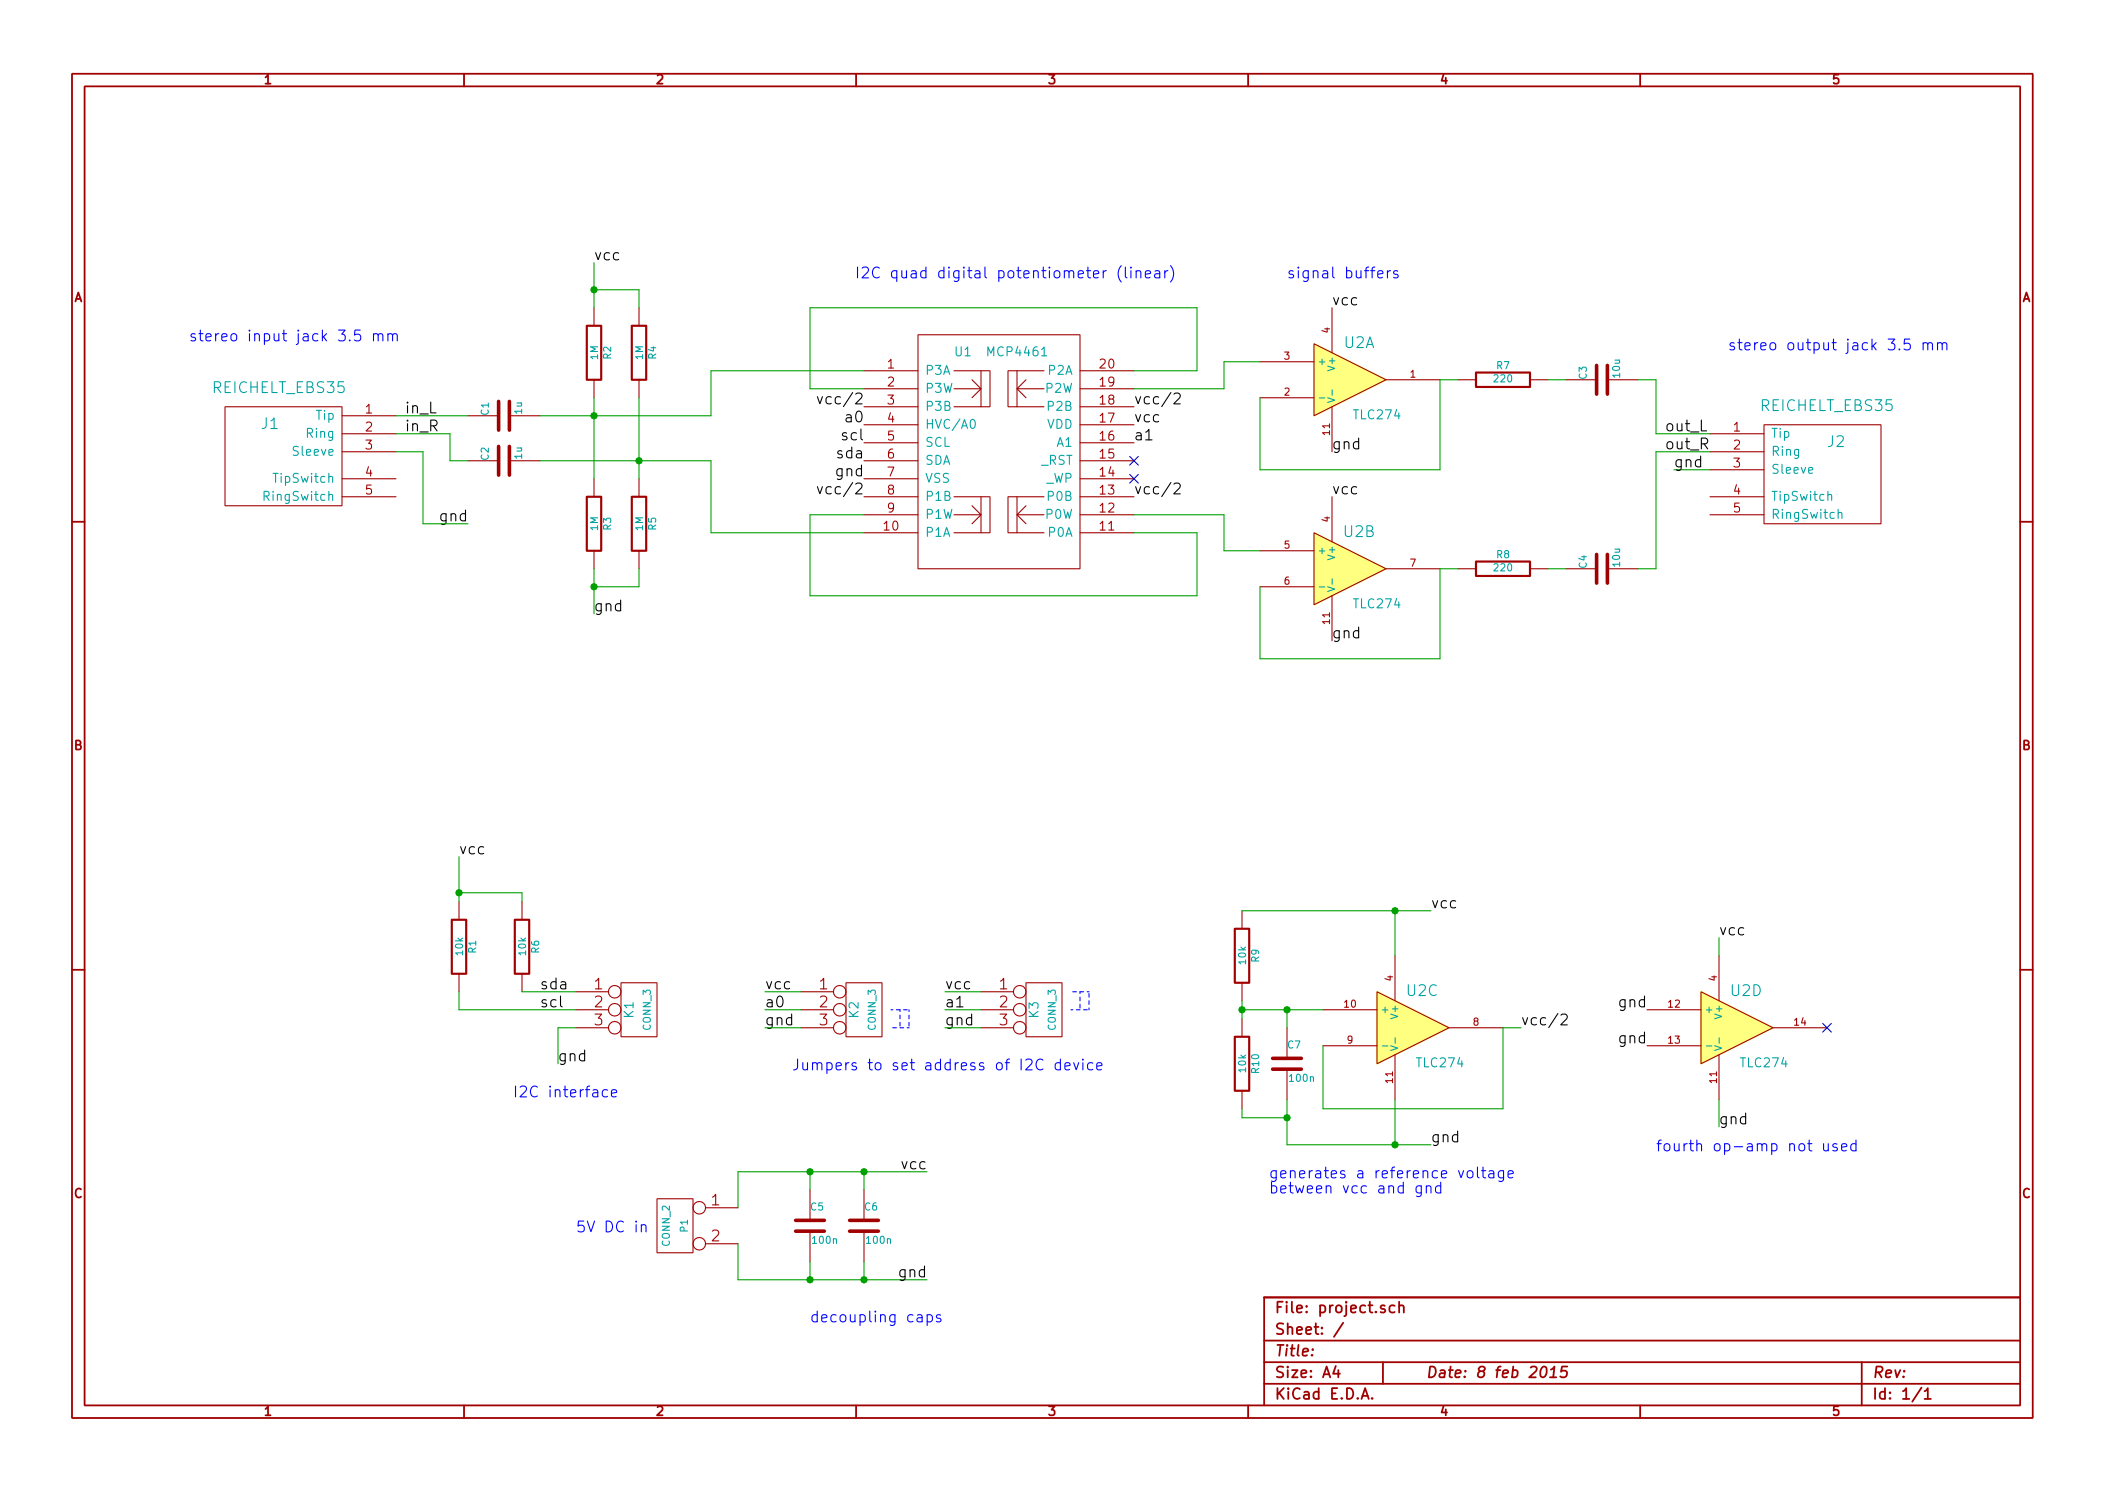 1 2 3 4 5
A A
B B
C C
vcc
I2C quad digital potentiometer (linear)
signal buffers
stereo input jack 3.5 mm
stereo output jack 3.5 mm
REICHELT_EBS35
J1
Tip 1 in_L
Ring 2 in_R
Sleeve 3
TipSwitch 4
RingSwitch 5
gnd
C1 1u
C2 1u
1M R2
1M R4
1M R3
1M R5
gnd
U1 MCP4461
1 P3A P2A 20
2 P3W P2W 19
vcc/2 3 P3B P2B 18 vcc/2
a0 4 HVC/A0 VDD 17 vcc
scl 5 SCL A1 16 a1
sda 6 SDA _RST 15
gnd 7 VSS _WP 14
vcc/2 8 P1B P0B 13 vcc/2
9 P1W P0W 12
10 P1A P0A 11
vcc
4
U2A
3 + V+
2 - V-
1
TLC274
11
gnd
R7
220
C3 10u
vcc
4
U2B
5 + V+
6 - V-
7
TLC274
11
gnd
R8
220
C4 10u
REICHELT_EBS35
J2
out_L 1 Tip
out_R 2 Ring
gnd 3 Sleeve
4 TipSwitch
5 RingSwitch
vcc
10k R1
10k R6
sda 1
scl 2
3
K1 CONN_3
gnd
I2C interface
vcc 1
a0 2
gnd 3
K2 CONN_3
vcc 1
a1 2
gnd 3
K3 CONN_3
Jumpers to set address of I2C device
vcc
10k R9
10k R10
C7
100n
4
U2C
10 + V+
9 - V-
8 vcc/2
TLC274
11
gnd
generates a reference voltage
between vcc and gnd
vcc
4
U2D
gnd 12 + V+
gnd 13 - V-
14
TLC274
11
gnd
fourth op-amp not used
5V DC in
CONN_2 P1
1
2
vcc
C5
100n
C6
100n
gnd
decoupling caps
File: project.sch
Sheet: /
Title:
Size: A4 Date: 8 feb 2015 Rev:
KiCad E.D.A. Id: 1/1
1 2 3 4 5